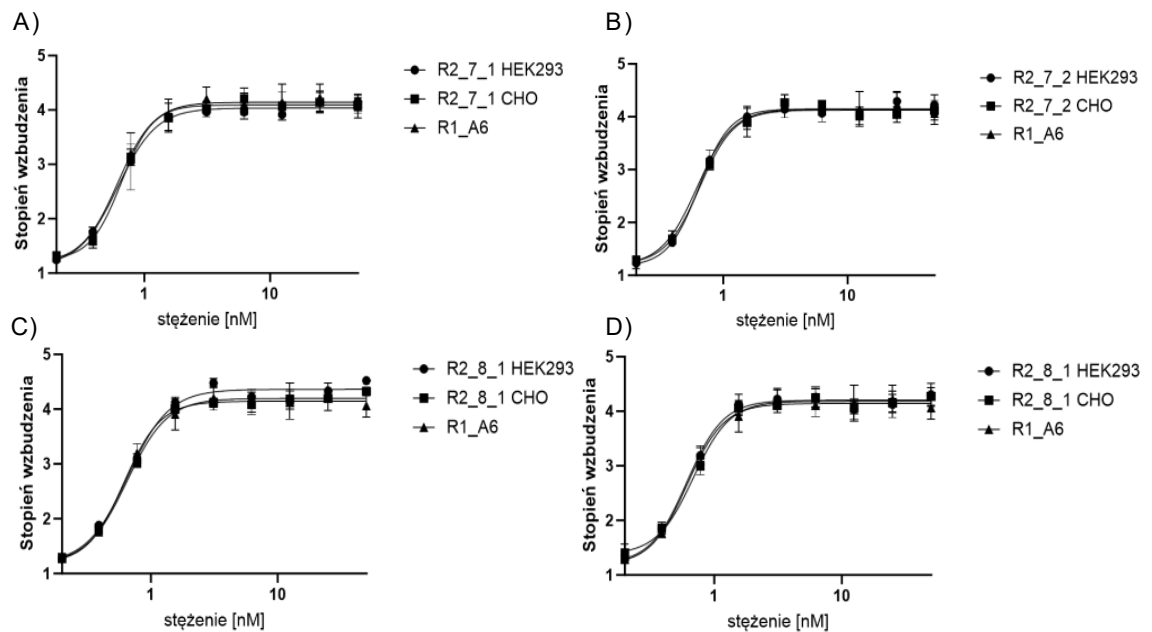 A)
5
4
3
2
1
Stopień wzbudzenia
1
10
stężenie [nM]
R2_7_1 HEK293
R2_7_1 CHO
R1_A6
B)
5
4
3
2
1
Stopień wzbudzenia
1
10
stężenie [nM]
R2_7_2 HEK293
R2_7_2 CHO
R1_A6
C)
5
4
3
2
1
Stopień wzbudzenia
1
10
stężenie [nM]
R2_8_1 HEK293
R2_8_1 CHO
R1_A6
D)
5
4
3
2
1
Stopień wzbudzenia
1
10
stężenie [nM]
R2_8_1 HEK293
R2_8_1 CHO
R1_A6